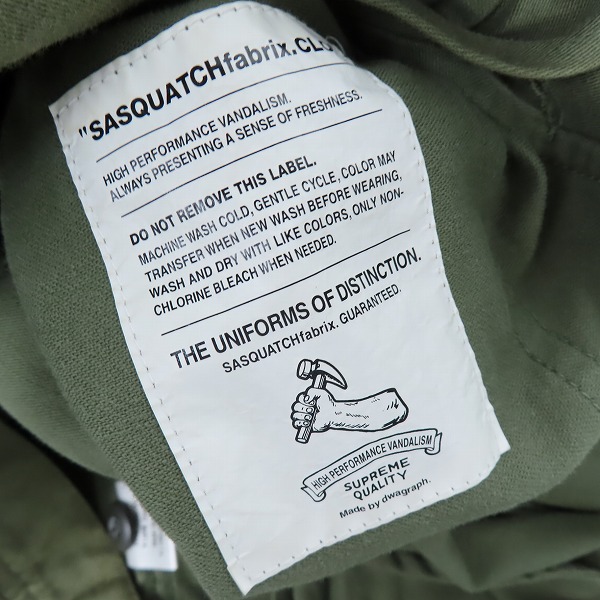 "SASQUATCHfabrix.CLO
HIGH PERFORMANCE VANDALISM.
ALWAYS PRESENTING A SENSE OF FRESHNESS.
DO NOT REMOVE THIS LABEL.
MACHINE WASH COLD, GENTLE CYCLE, COLOR MAY
TRANSFER WHEN NEW WASH BEFORE WEARING,
WASH AND DRY WITH LIKE COLORS, ONLY NON-
CHLORINE BLEACH WHEN NEEDED.
THE UNIFORMS OF DISTINCTION.
SASQUATCHfabrix. GUARANTEED.
HIGH PERFORMANCE VANDALISM
SUPREME
QUALITY
Made by dwagraph.